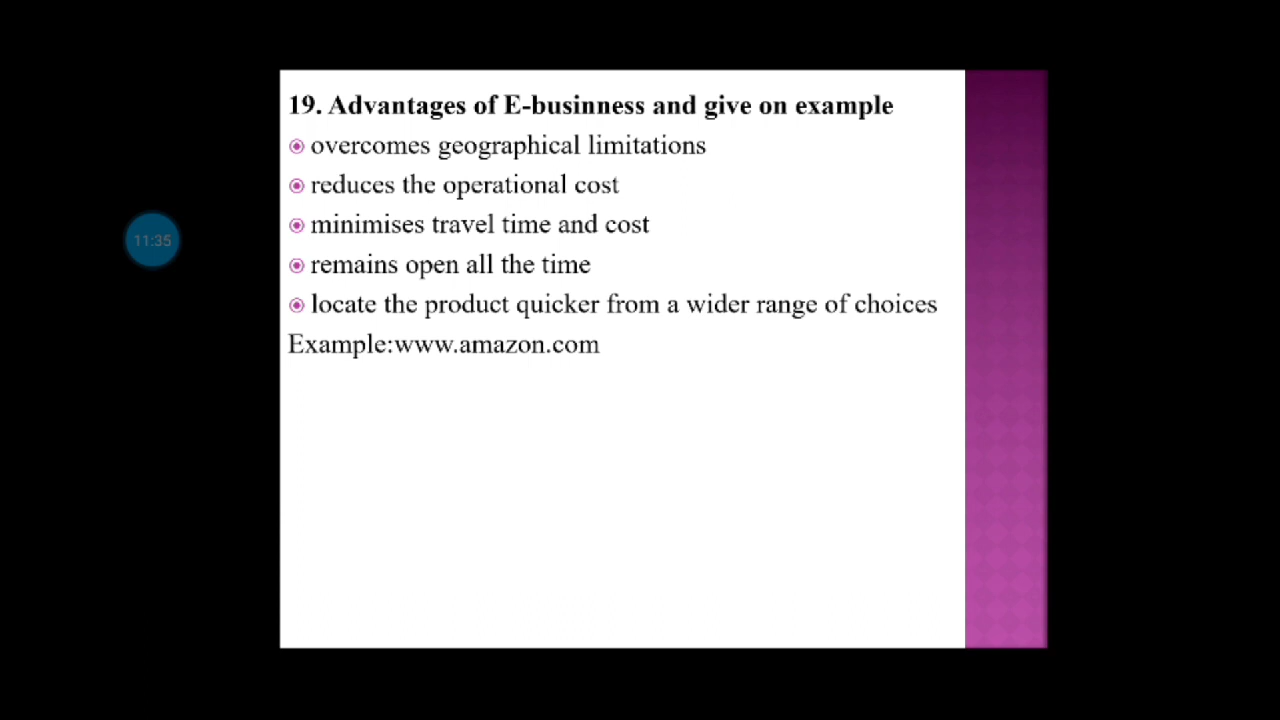 19. Advantages of E-businness and give on example
overcomes geographical limitations
reduces the operational cost
minimises travel time and cost
remains open all the time
locate the product quicker from a wider range of choices
Example:www.amazon.com
11:35